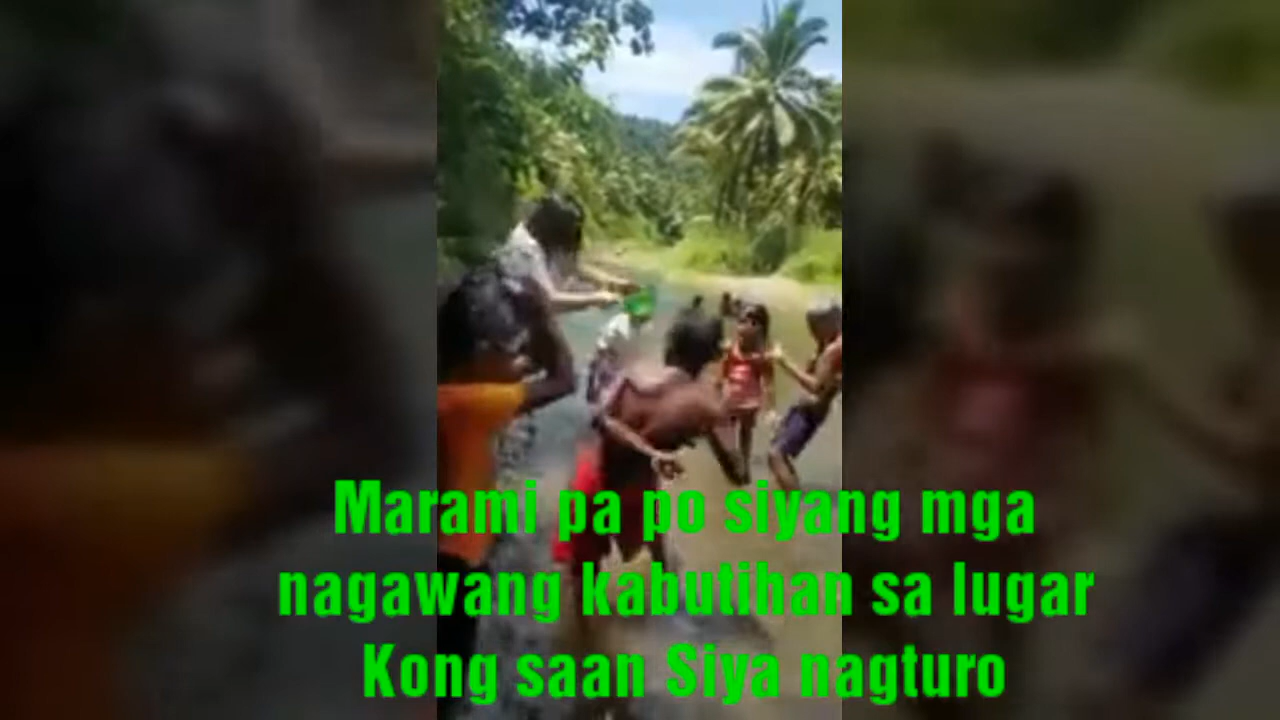 Marami pa po siyang mga
nagawang kabutihan sa lugar
Kong saan Siya nagturo